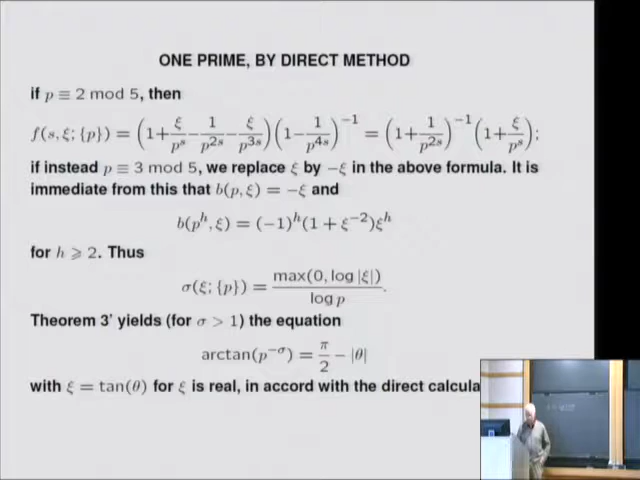 ONE PRIME, BY DIRECT METHOD
if p ≡ 2 mod 5, then
f(s, ξ; {p}) = (1 + ξ/p^s − 1/p^{2s} − ξ/p^{3s})(1 − 1/p^{4s})^{−1} = (1 + 1/p^{2s})^{−1}(1 + ξ/p^s);
if instead p ≡ 3 mod 5, we replace ξ by −ξ in the above formula. It is
immediate from this that b(p, ξ) = −ξ and
b(p^h, ξ) = (−1)^h(1 + ξ^{−2})ξ^h
for h ⩾ 2. Thus
σ(ξ; {p}) = max(0, log |ξ|)/log p.
Theorem 3' yields (for σ > 1) the equation
arctan(p^{−σ}) = π/2 − |θ|
with ξ = tan(θ) for ξ is real, in accord with the direct calcula